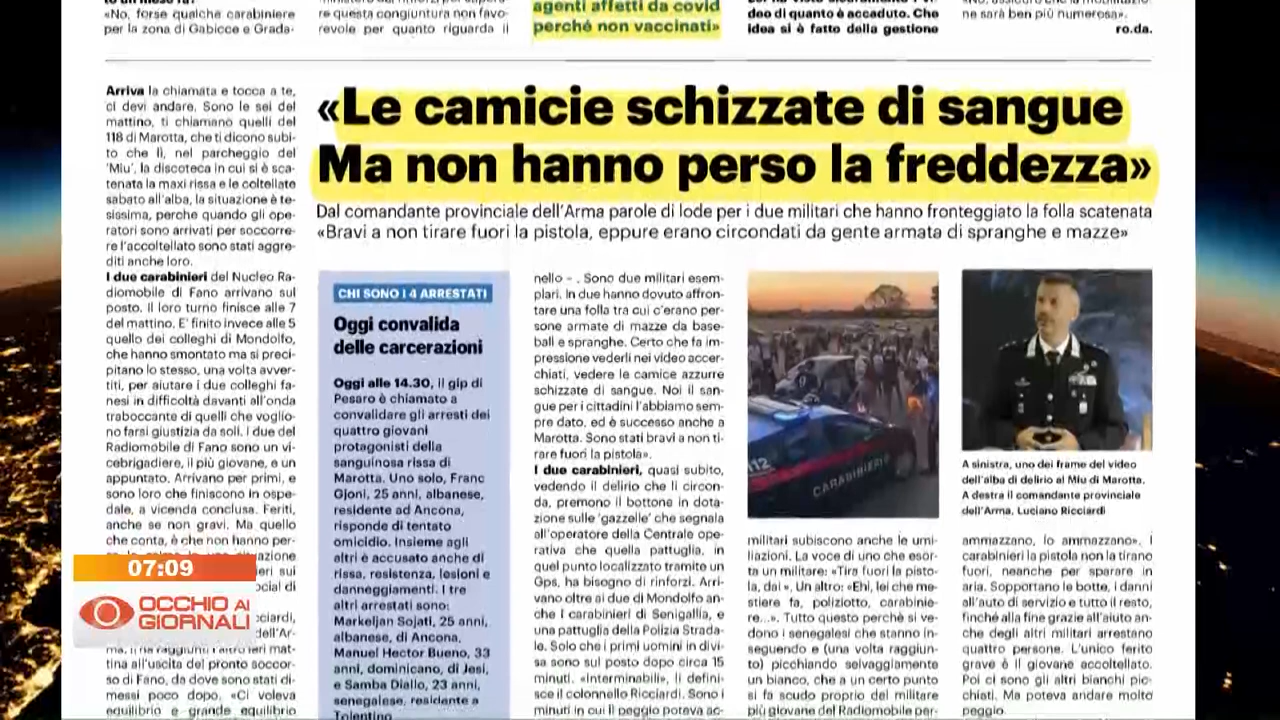 to un mese fa?
«No, forse qualche carabiniere
per la zona di Gabicce e Grada-
re questa congiuntura non favo-
revole per quanto riguarda il
agenti affetti da covid
perchè non vaccinati»
deo di quanto è accaduto. Che
idea si è fatto della gestione
ne sarà ben più numerosa».
ro.da.
«Le camicie schizzate di sangue
Ma non hanno perso la freddezza»
Dal comandante provinciale dell'Arma parole di lode per i due militari che hanno fronteggiato la folla scatenata
«Bravi a non tirare fuori la pistola, eppure erano circondati da gente armata di spranghe e mazze»
Arriva la chiamata e tocca a te,
ci devi andare. Sono le sei del
mattino, ti chiamano quelli del
118 di Marotta, che ti dicono subi-
to che lì, nel parcheggio del
'Miu', la discoteca in cui si è sca-
tenata la maxi rissa e le coltellate
sabato all'alba, la situazione è te-
sissima, perche quando gli ope-
ratori sono arrivati per soccorre-
re l'accoltellato sono stati aggre-
diti anche loro.
I due carabinieri del Nucleo Ra-
diomobile di Fano arrivano sul
posto. Il loro turno finisce alle 7
del mattino. E' finito invece alle 5
quello dei colleghi di Mondolfo,
che hanno smontato ma si preci-
pitano lo stesso, una volta avver-
titi, per aiutare i due colleghi fa-
nesi in difficoltà davanti all'onda
traboccante di quelli che voglio-
no farsi giustizia da soli. I due del
Radiomobile di Fano sono un vi-
cebrigadiere, il più giovane, e un
appuntato. Arrivano per primi, e
sono loro che finiscono in ospe-
dale, a vicenda conclusa. Feriti,
anche se non gravi. Ma quello
che conta, è che non hanno per-
azione
eri sui
ocial di
cciardi,
dell'Ar-
ma, li ha raggiunti l'altro ieri mat-
tina all'uscita del pronto soccor-
so di Fano, da dove sono stati di-
messi poco dopo. «Ci voleva
equilibrio e grande equilibrio
CHI SONO I 4 ARRESTATI
Oggi convalida
delle carcerazioni
Oggi alle 14.30, il gip di
Pesaro è chiamato a
convalidare gli arresti dei
quattro giovani
protagonisti della
sanguinosa rissa di
Marotta. Uno solo, Franc
Gjoni, 25 anni, albanese,
residente ad Ancona,
risponde di tentato
omicidio. Insieme agli
altri è accusato anche di
rissa, resistenza, lesioni e
danneggiamenti. I tre
altri arrestati sono:
Markeljan Sojati, 25 anni,
albanese, di Ancona,
Manuel Hector Bueno, 33
anni, dominicano, di Jesi,
e Samba Diallo, 23 anni,
senegalese, residente a
Tolentino
nello – . Sono due militari esem-
plari. In due hanno dovuto affron-
tare una folla tra cui c'erano per-
sone armate di mazze da base-
ball e spranghe. Certo che fa im-
pressione vederli nei video accer-
chiati, vedere le camice azzurre
schizzate di sangue. Noi il san-
gue per i cittadini l'abbiamo sem-
pre dato, ed è successo anche a
Marotta. Sono stati bravi a non ti-
rare fuori la pistola».
I due carabinieri, quasi subito,
vedendo il delirio che li circon-
da, premono il bottone in dota-
zione sulle 'gazzelle' che segnala
all'operatore della Centrale ope-
rativa che quella pattuglia, in
quel punto localizzato tramite un
Gps, ha bisogno di rinforzi. Arri-
vano oltre ai due di Mondolfo an-
che I carabinieri di Senigallia, e
una pattuglia della Polizia Strada-
le. Solo che i primi uomini in divi-
sa sono sul posto dopo circa 15
minuti. «Interminabili», li defini-
sce il colonnello Ricciardi. Sono i
minuti in cui il peggio poteva ac-
112
CARABINIERI
A sinistra, uno dei frame del video
dell'alba di delirio al Miu di Marotta.
A destra il comandante provinciale
dell'Arma, Luciano Ricciardi
militari subiscono anche le umi-
liazioni. La voce di uno che esor-
ta un militare: «Tira fuori la pisto-
la, dai». Un altro: «Ehi, lei che me-
stiere fa, poliziotto, carabinie-
re...». Tutto questo perchè si ve-
dono i senegalesi che stanno in-
seguendo e (una volta raggiun-
to) picchiando selvaggiamente
un bianco, che a un certo punto
si fa scudo proprio del militare
più giovane del Radiomobile per-
ammazzano, lo ammazzano». I
carabinieri la pistola non la tirano
fuori, neanche per sparare in
aria. Sopportano le botte, i danni
all'auto di servizio e tutto il resto,
finché alla fine grazie all'aiuto an-
che degli altri militari arrestano
quattro persone. L'unico ferito
grave è il giovane accoltellato.
Poi ci sono gli altri bianchi pic-
chiati. Ma poteva andare molto
peggio.
07:09
OCCHIO AI
GIORNALI